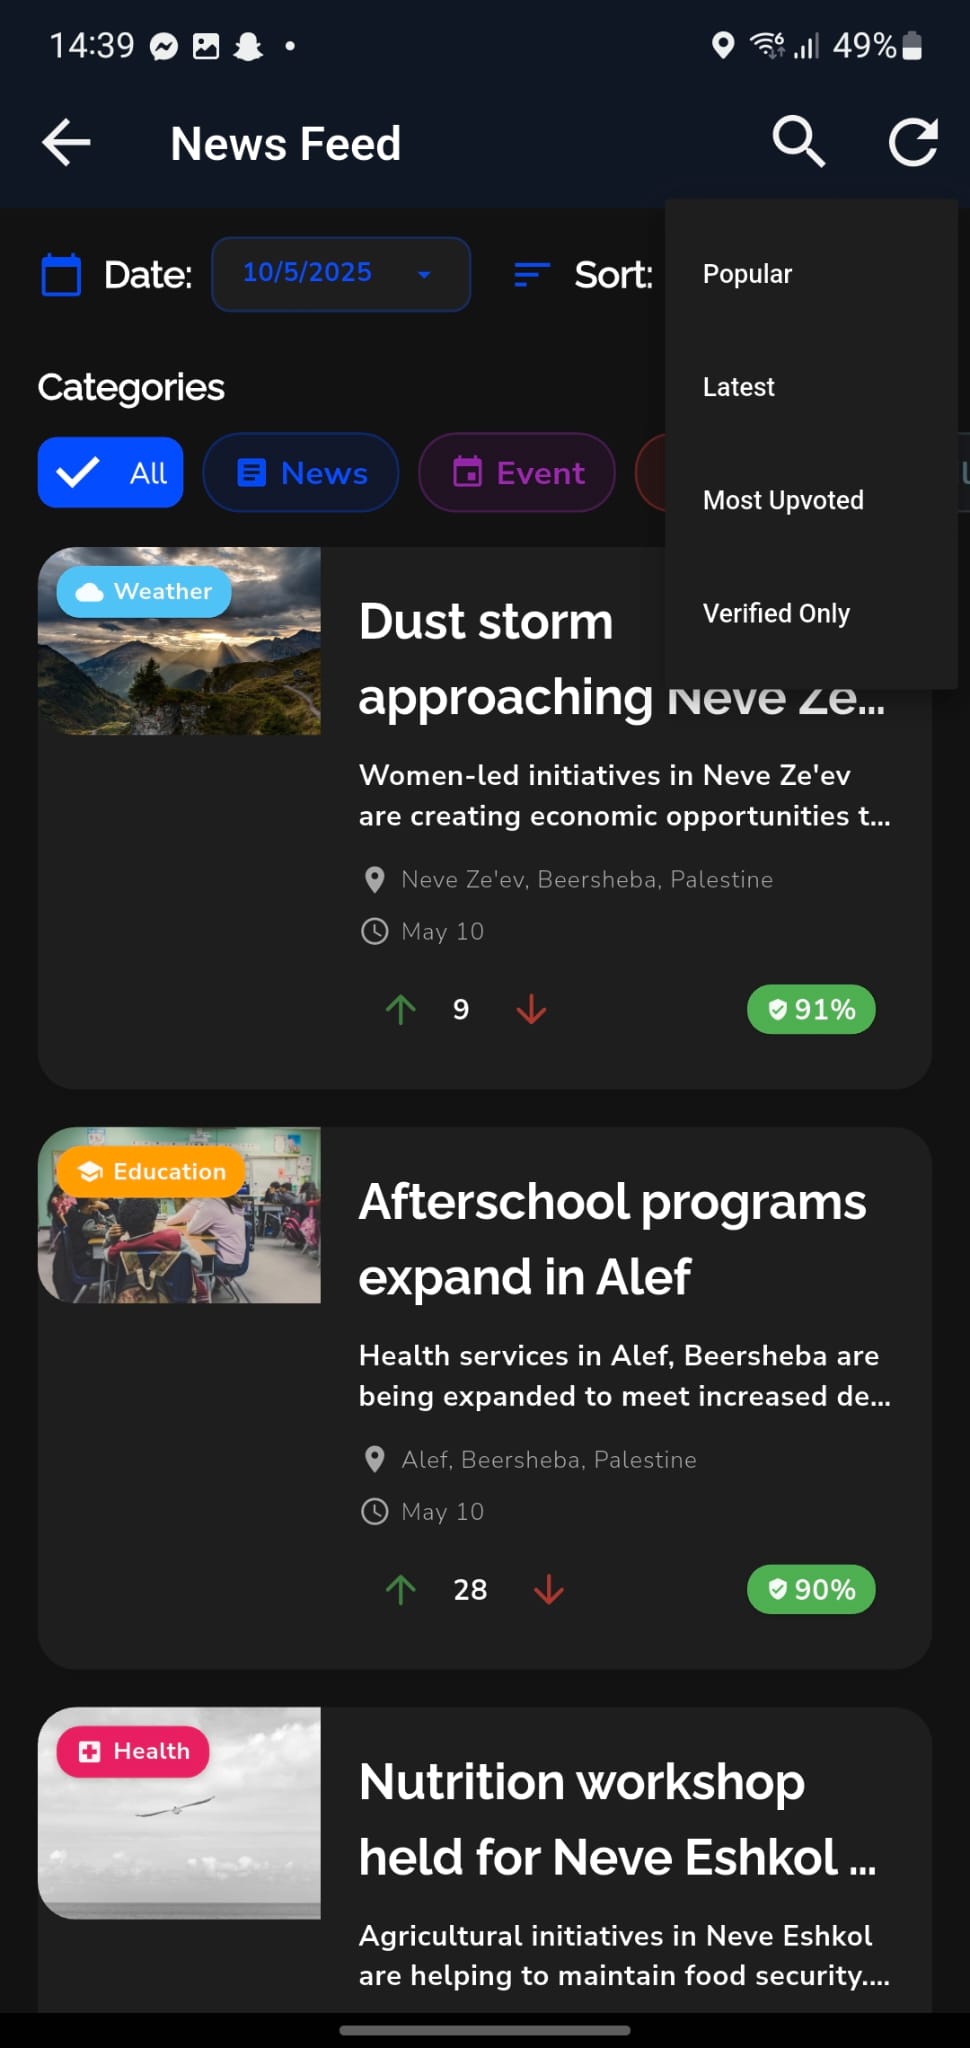 14:39
49%
News Feed
Date:
10/5/2025
Sort:
Popular
Latest
Most Upvoted
Verified Only
Categories
All
News
Event
Weather
Dust storm
approaching Neve Ze...
Women-led initiatives in Neve Ze'ev
are creating economic opportunities t...
Neve Ze'ev, Beersheba, Palestine
May 10
9
91%
Education
Afterschool programs
expand in Alef
Health services in Alef, Beersheba are
being expanded to meet increased de...
Alef, Beersheba, Palestine
May 10
28
90%
Health
Nutrition workshop
held for Neve Eshkol ...
Agricultural initiatives in Neve Eshkol
are helping to maintain food security....